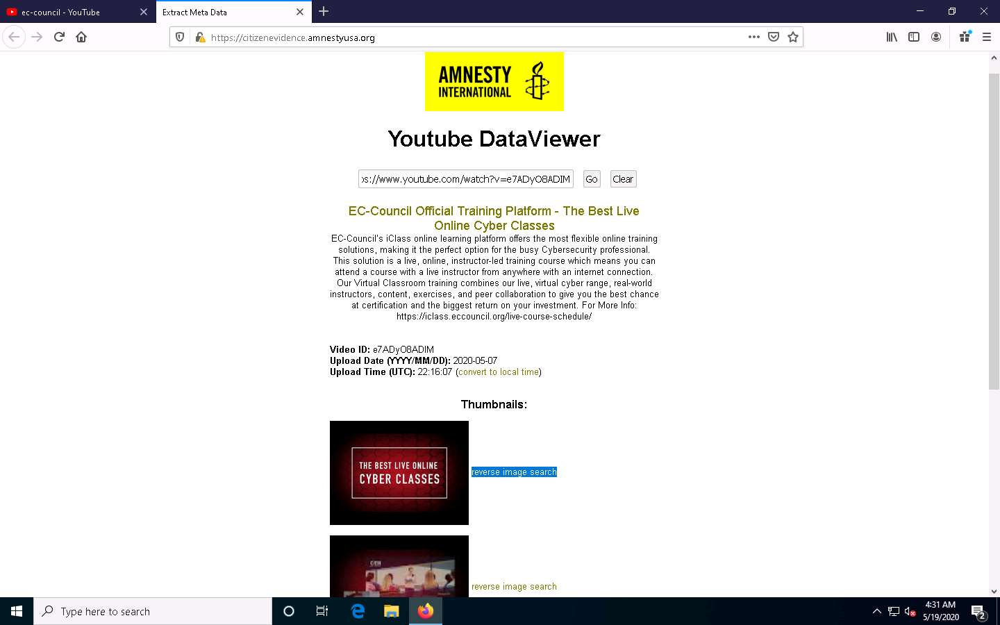 ec-council - YouTube
Extract Meta Data
https://citizenevidence.amnestyusa.org
AMNESTY
INTERNATIONAL
Youtube DataViewer
s://www.youtube.com/watch?v=e7ADyO8ADIM
Go
Clear
EC-Council Official Training Platform - The Best Live
Online Cyber Classes
EC-Council's iClass online learning platform offers the most flexible online training
solutions, making it the perfect option for the busy Cybersecurity professional.
This solution is a live, online, instructor-led training course which means you can
attend a course with a live instructor from anywhere with an internet connection.
Our Virtual Classroom training combines our live, virtual cyber range, real-world
instructors, content, exercises, and peer collaboration to give you the best chance
at certification and the biggest return on your investment. For More Info:
https://iclass.eccouncil.org/live-course-schedule/
Video ID: e7ADyO8ADIM
Upload Date (YYYY/MM/DD): 2020-05-07
Upload Time (UTC): 22:16:07 (convert to local time)
Thumbnails:
THE BEST LIVE ONLINE
CYBER CLASSES
reverse image search
reverse image search
Type here to search
4:31 AM
5/19/2020
2